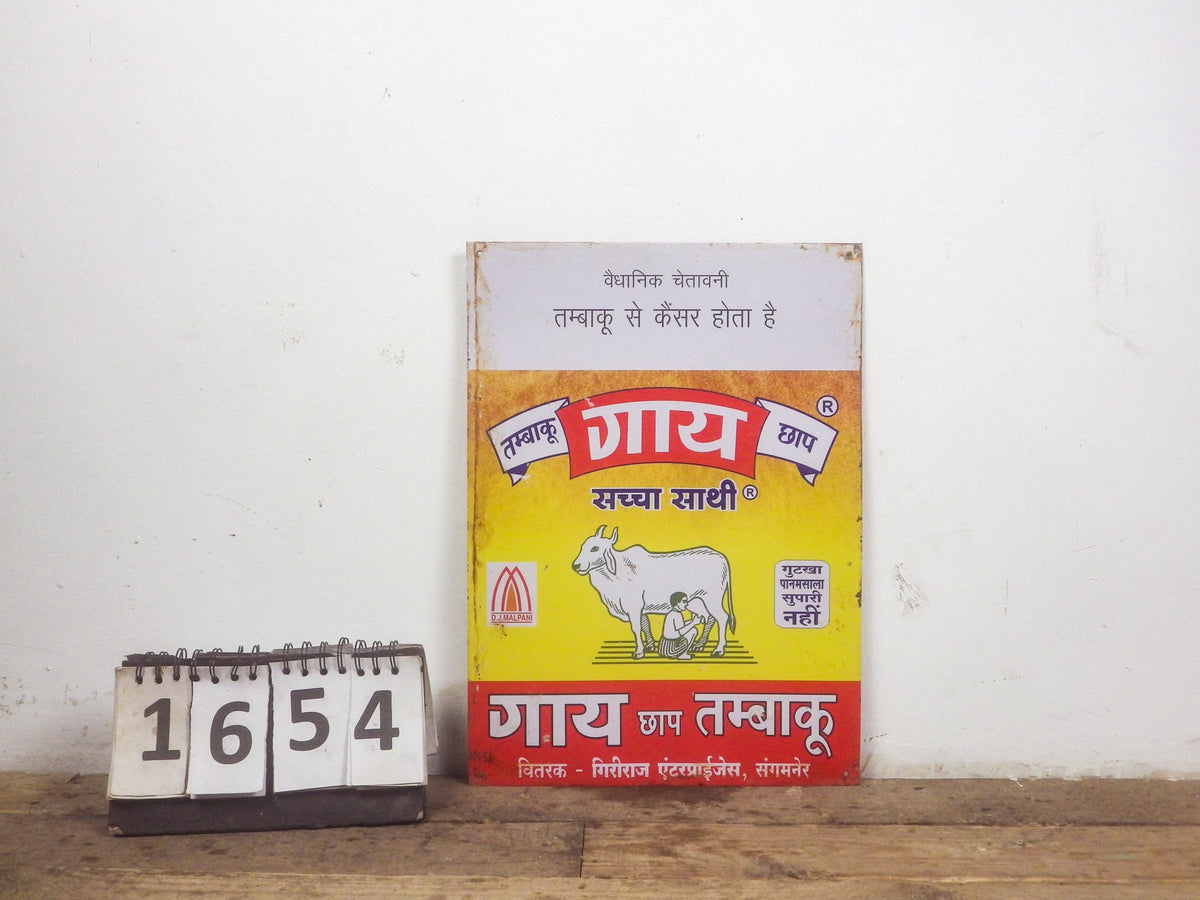 वैधानिक चेतावनी
तम्बाकू से कैंसर होता है
तम्बाकू गाय छाप ®
सच्चा साथी ®
D.J.MALPANI
गुटखा
पानमसाला
सुपारी
नहीं
गाय छाप तम्बाकू
वितरक - गिरीराज एंटरप्राईजेस, संगमनेर
1654